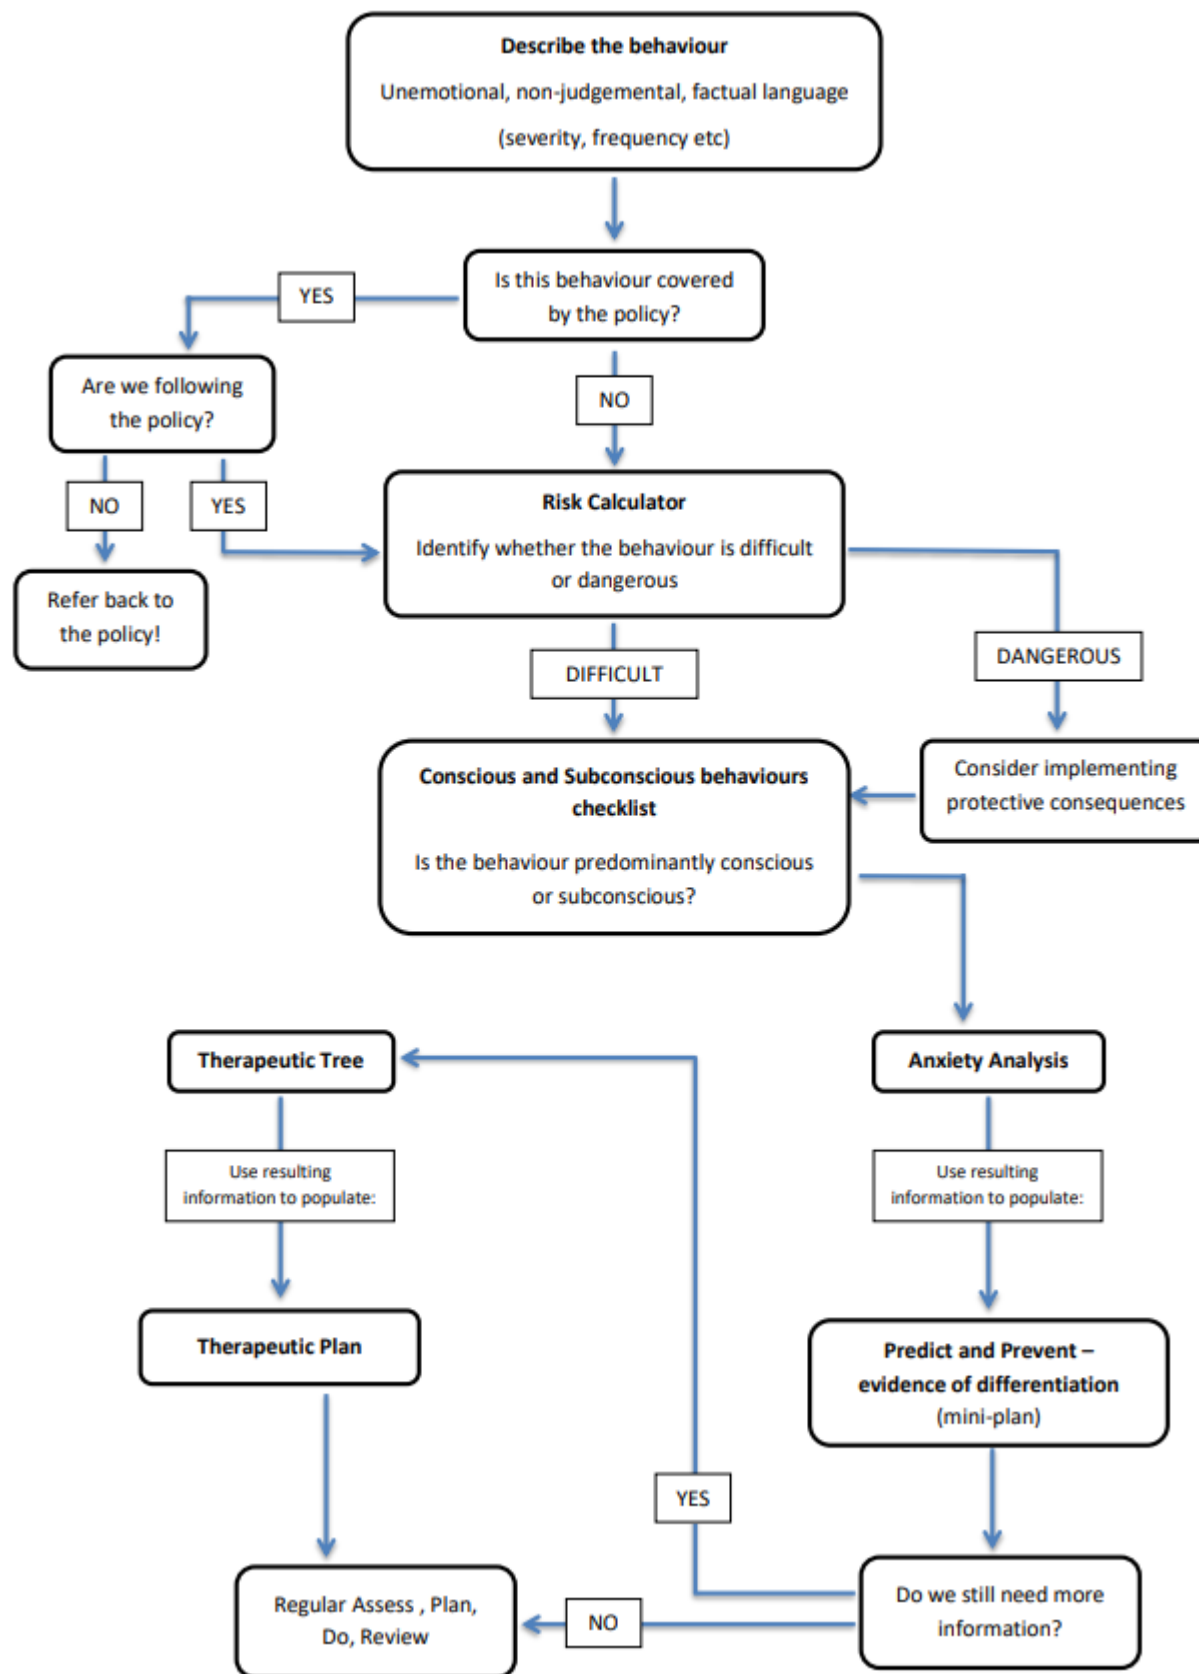 Describe the behaviour
Unemotional, non-judgemental, factual language
(severity, frequency etc)
Is this behaviour covered
by the policy?
YES
Are we following
the policy?
NO
NO
YES
Risk Calculator
Identify whether the behaviour is difficult
or dangerous
Refer back to
the policy!
DIFFICULT
DANGEROUS
Conscious and Subconscious behaviours
checklist
Is the behaviour predominantly conscious
or subconscious?
Consider implementing
protective consequences
Therapeutic Tree
Anxiety Analysis
Use resulting
information to populate:
Use resulting
information to populate:
Therapeutic Plan
Predict and Prevent –
evidence of differentiation
(mini-plan)
YES
Regular Assess , Plan,
Do, Review
NO
Do we still need more
information?